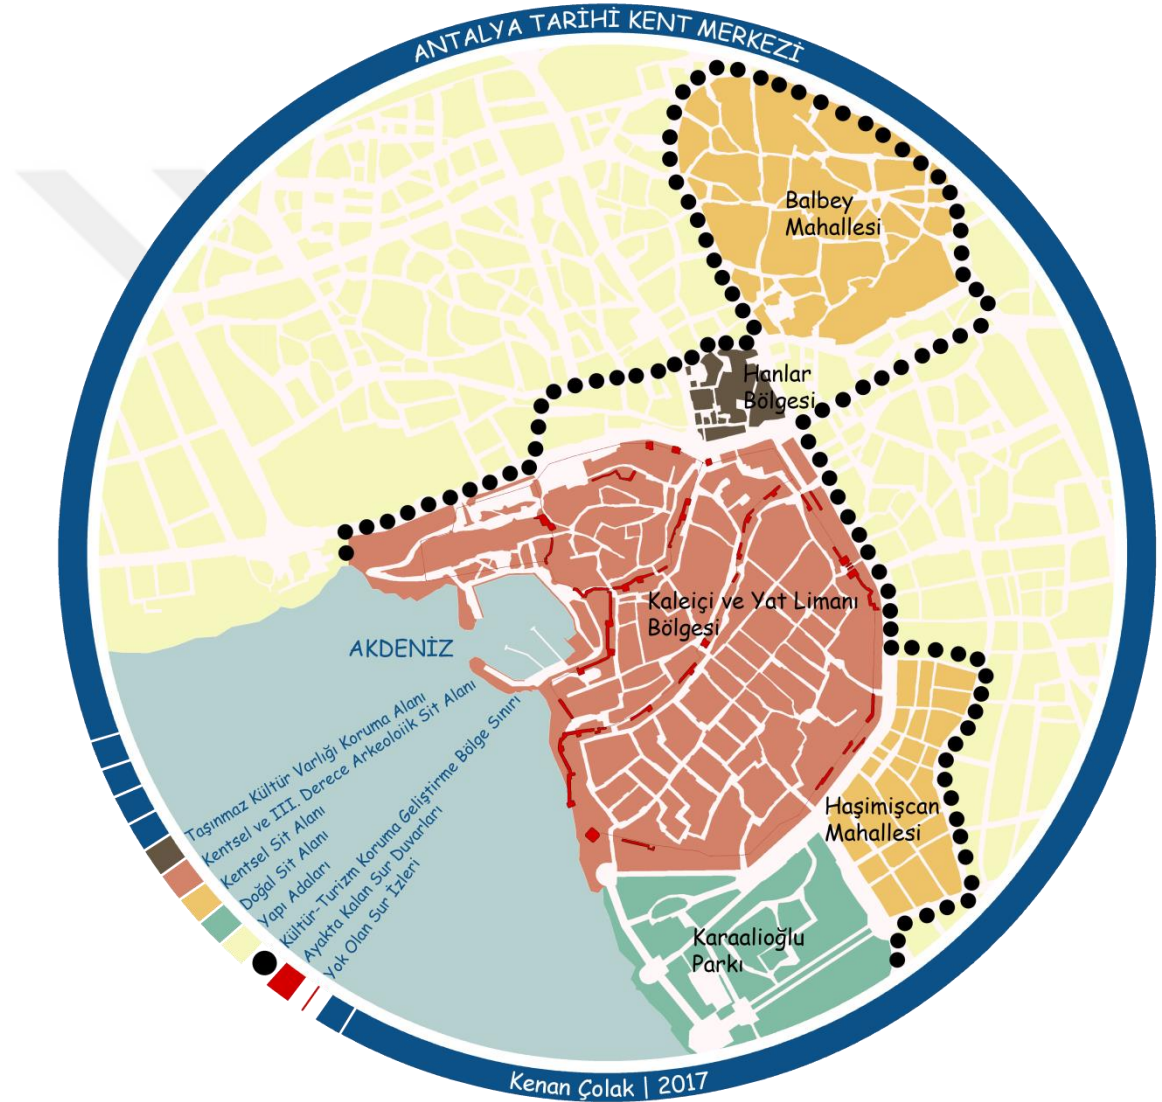 ANTALYA TARİHİ KENT MERKEZİ
Balbey
Mahallesi
Hanlar
Bölgesi
Kaleiçi ve Yat Limanı
Bölgesi
AKDENİZ
Haşimişcan
Mahallesi
Karaalioğlu
Parkı
Taşınmaz Kültür Varlığı Koruma Alanı
Kentsel ve III. Derece Arkeolojik Sit Alanı
Kentsel Sit Alanı
Doğal Sit Alanı
Yapı Adaları
Kültür-Turizm Koruma Geliştirme Bölge Sınırı
Ayakta Kalan Sur Duvarları
Yok Olan Sur İzleri
Kenan Çolak | 2017